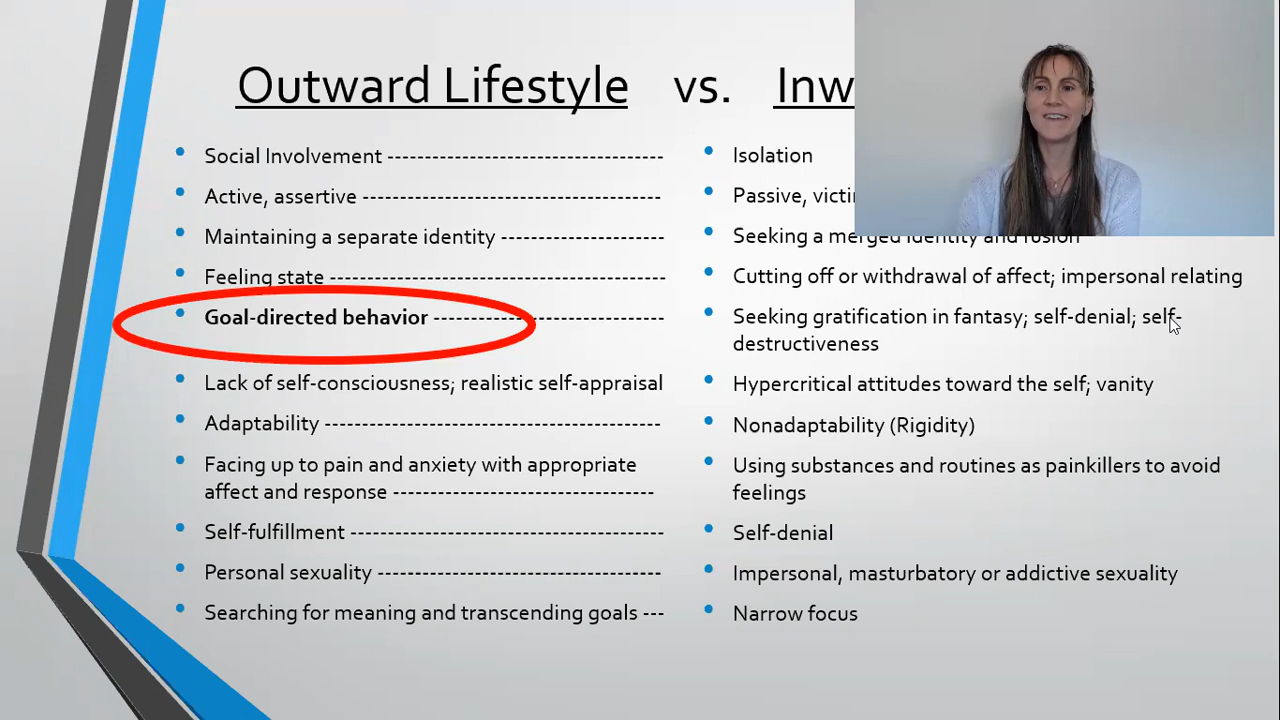 Outward Lifestyle vs.
Social Involvement ------------------------------------- Isolation
Active, assertive ---------------------------------------- Passive,
Maintaining a separate identity ---------------------- Seeking a merged identity and fusion
Feeling state --------------------------------------------- Cutting off or withdrawal of affect; impersonal relating
Goal-directed behavior ------------------------------- Seeking gratification in fantasy; self-denial; self-
destructiveness
Lack of self-consciousness; realistic self-appraisal Hypercritical attitudes toward the self; vanity
Adaptability --------------------------------------------- Nonadaptability (Rigidity)
Facing up to pain and anxiety with appropriate Using substances and routines as painkillers to avoid
affect and response ----------------------------------- feelings
Self-fulfillment ------------------------------------------ Self-denial
Personal sexuality -------------------------------------- Impersonal, masturbatory or addictive sexuality
Searching for meaning and transcending goals --- Narrow focus